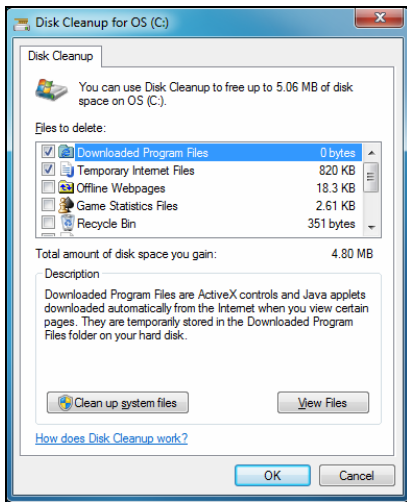 Disk Cleanup for OS (C:)
Disk Cleanup
You can use Disk Cleanup to free up to 5.06 MB of disk
space on OS (C:).
Files to delete:
Downloaded Program Files 0 bytes
Temporary Internet Files 820 KB
Offline Webpages 18.3 KB
Game Statistics Files 2.61 KB
Recycle Bin 351 bytes
Total amount of disk space you gain: 4.80 MB
Description
Downloaded Program Files are ActiveX controls and Java applets
downloaded automatically from the Internet when you view certain
pages. They are temporarily stored in the Downloaded Program
Files folder on your hard disk.
Clean up system files View Files
How does Disk Cleanup work?
OK Cancel